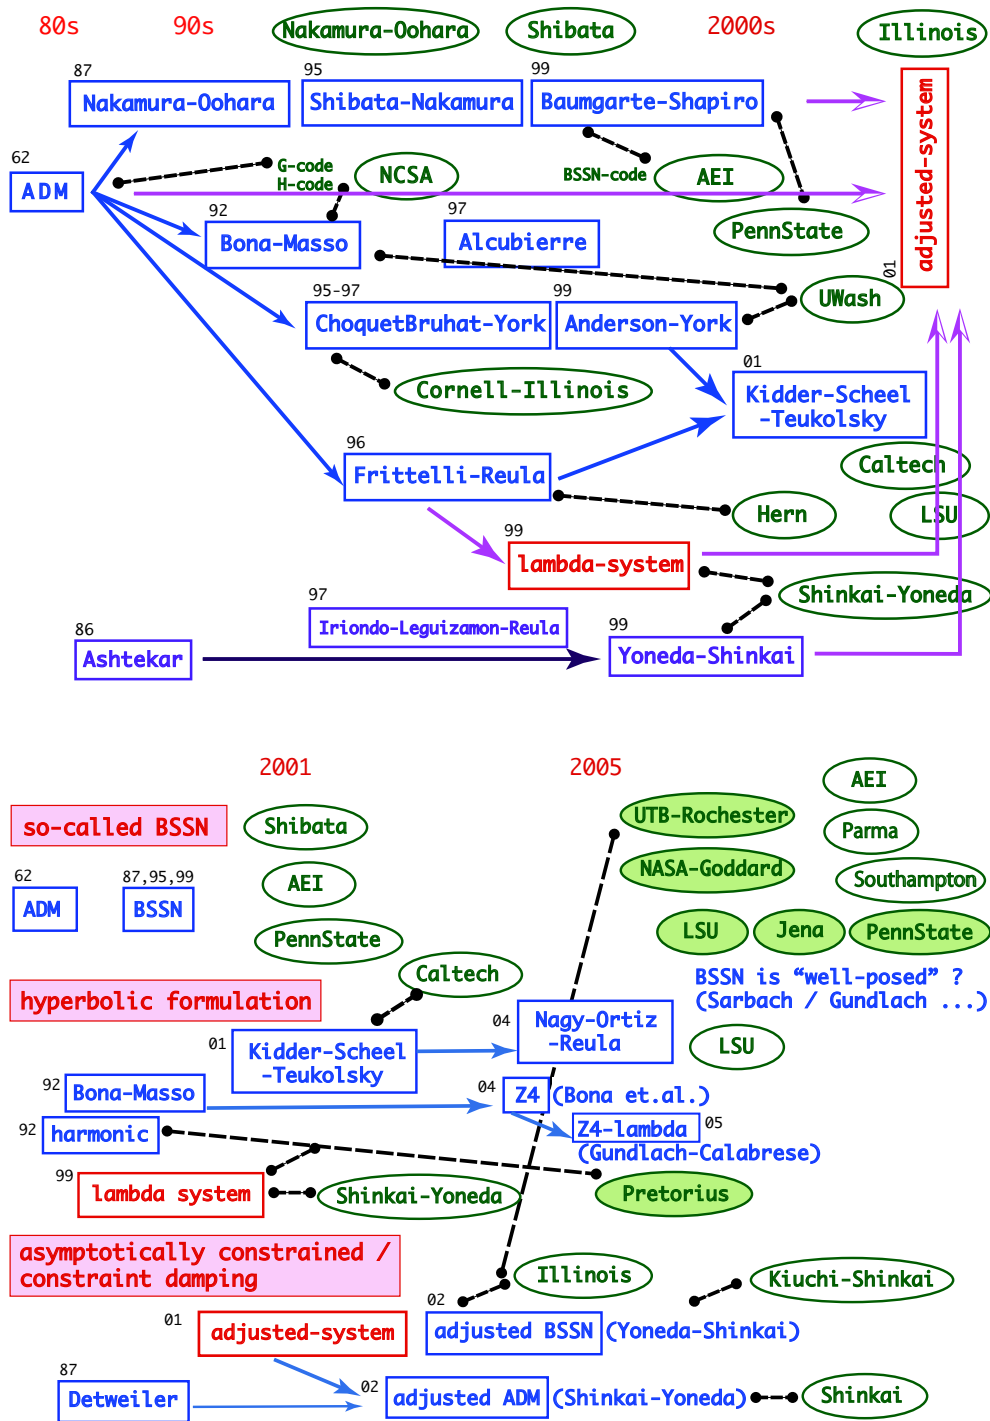 80s
90s
Nakamura-Oohara
Shibata
2000s
Illinois
87
Nakamura-Oohara
95
Shibata-Nakamura
99
Baumgarte-Shapiro
adjusted-system
01
62
ADM
G-code
H-code
NCSA
BSSN-code
AEI
PennState
92
Bona-Masso
97
Alcubierre
UWash
95-97
ChoquetBruhat-York
99
Anderson-York
Cornell-Illinois
01
Kidder-Scheel
-Teukolsky
96
Frittelli-Reula
Caltech
Hern
LSU
99
lambda-system
Shinkai-Yoneda
97
Iriondo-Leguizamon-Reula
86
Ashtekar
99
Yoneda-Shinkai
2001
2005
AEI
so-called BSSN
Shibata
UTB-Rochester
Parma
62
ADM
87,95,99
BSSN
AEI
NASA-Goddard
Southampton
PennState
LSU
Jena
PennState
Caltech
BSSN is “well-posed” ?
(Sarbach / Gundlach ...)
hyperbolic formulation
01
Kidder-Scheel
-Teukolsky
04
Nagy-Ortiz
-Reula
LSU
92
Bona-Masso
04
Z4 (Bona et.al.)
92
harmonic
Z4-lambda
05
(Gundlach-Calabrese)
99
lambda system
Shinkai-Yoneda
Pretorius
asymptotically constrained /
constraint damping
Illinois
Kiuchi-Shinkai
01
adjusted-system
02
adjusted BSSN (Yoneda-Shinkai)
87
Detweiler
02
adjusted ADM (Shinkai-Yoneda)
Shinkai